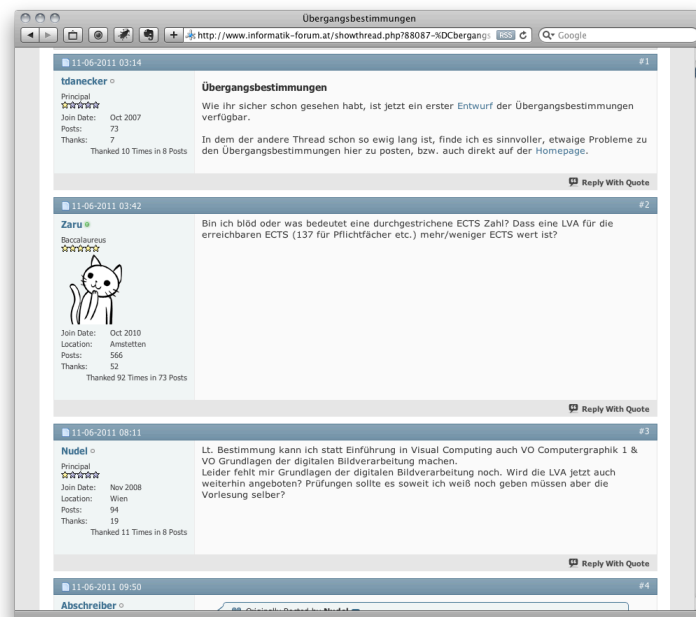 Übergangsbestimmungen
http://www.informatik-forum.at/showthread.php?88087-%DCbergangs RSS Google
11-06-2011 03:14 #1
tdanecker
Principal
Join Date: Oct 2007
Posts: 73
Thanks: 7
Thanked 10 Times in 8 Posts
Übergangsbestimmungen
Wie ihr sicher schon gesehen habt, ist jetzt ein erster Entwurf der Übergangsbestimmungen
verfügbar.
In dem der andere Thread schon so ewig lang ist, finde ich es sinnvoller, etwaige Probleme zu
den Übergangsbestimmungen hier zu posten, bzw. auch direkt auf der Homepage.
Reply With Quote
11-06-2011 03:42 #2
Zaru
Baccalaureus
Join Date: Oct 2010
Location: Amstetten
Posts: 566
Thanks: 52
Thanked 92 Times in 73 Posts
Bin ich blöd oder was bedeutet eine durchgestrichene ECTS Zahl? Dass eine LVA für die
erreichbaren ECTS (137 für Pflichtfächer etc.) mehr/weniger ECTS wert ist?
Reply With Quote
11-06-2011 08:11 #3
Nudel
Principal
Join Date: Nov 2008
Location: Wien
Posts: 94
Thanks: 19
Thanked 11 Times in 8 Posts
Lt. Bestimmung kann ich statt Einführung in Visual Computing auch VO Computergraphik 1 &
VO Grundlagen der digitalen Bildverarbeitung machen.
Leider fehlt mir Grundlagen der digitalen Bildverarbeitung noch. Wird die LVA jetzt auch
weiterhin angeboten? Prüfungen sollte es soweit ich weiß noch geben müssen aber die
Vorlesung selber?
Reply With Quote
11-06-2011 09:50 #4
Abschreiber
Originally Posted by Nudel